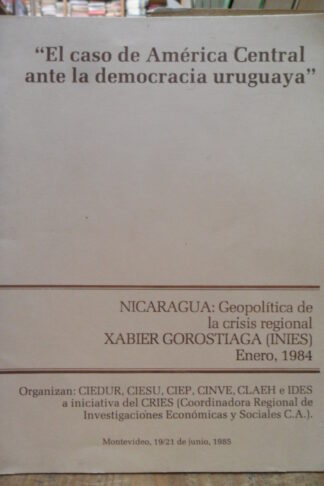 “El caso de América Central
ante la democracia uruguaya”
NICARAGUA: Geopolítica de
la crisis regional
XABIER GOROSTIAGA (INIES)
Enero, 1984
Organizan: CIEDUR, CIESU, CIEP, CINVE, CLAEH e IDES
a iniciativa del CRIES (Coordinadora Regional de
Investigaciones Económicas y Sociales C.A.).
Montevideo, 19/21 de junio, 1985